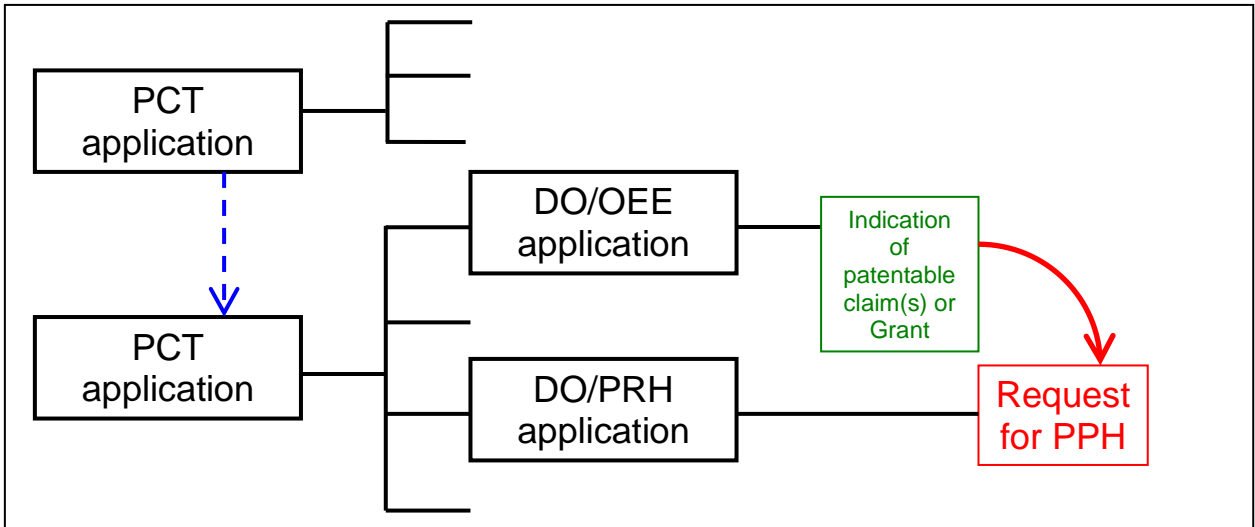 PCT
application
DO/OEE
application
Indication
of
patentable
claim(s) or
Grant
PCT
application
DO/PRH
application
Request
for PPH